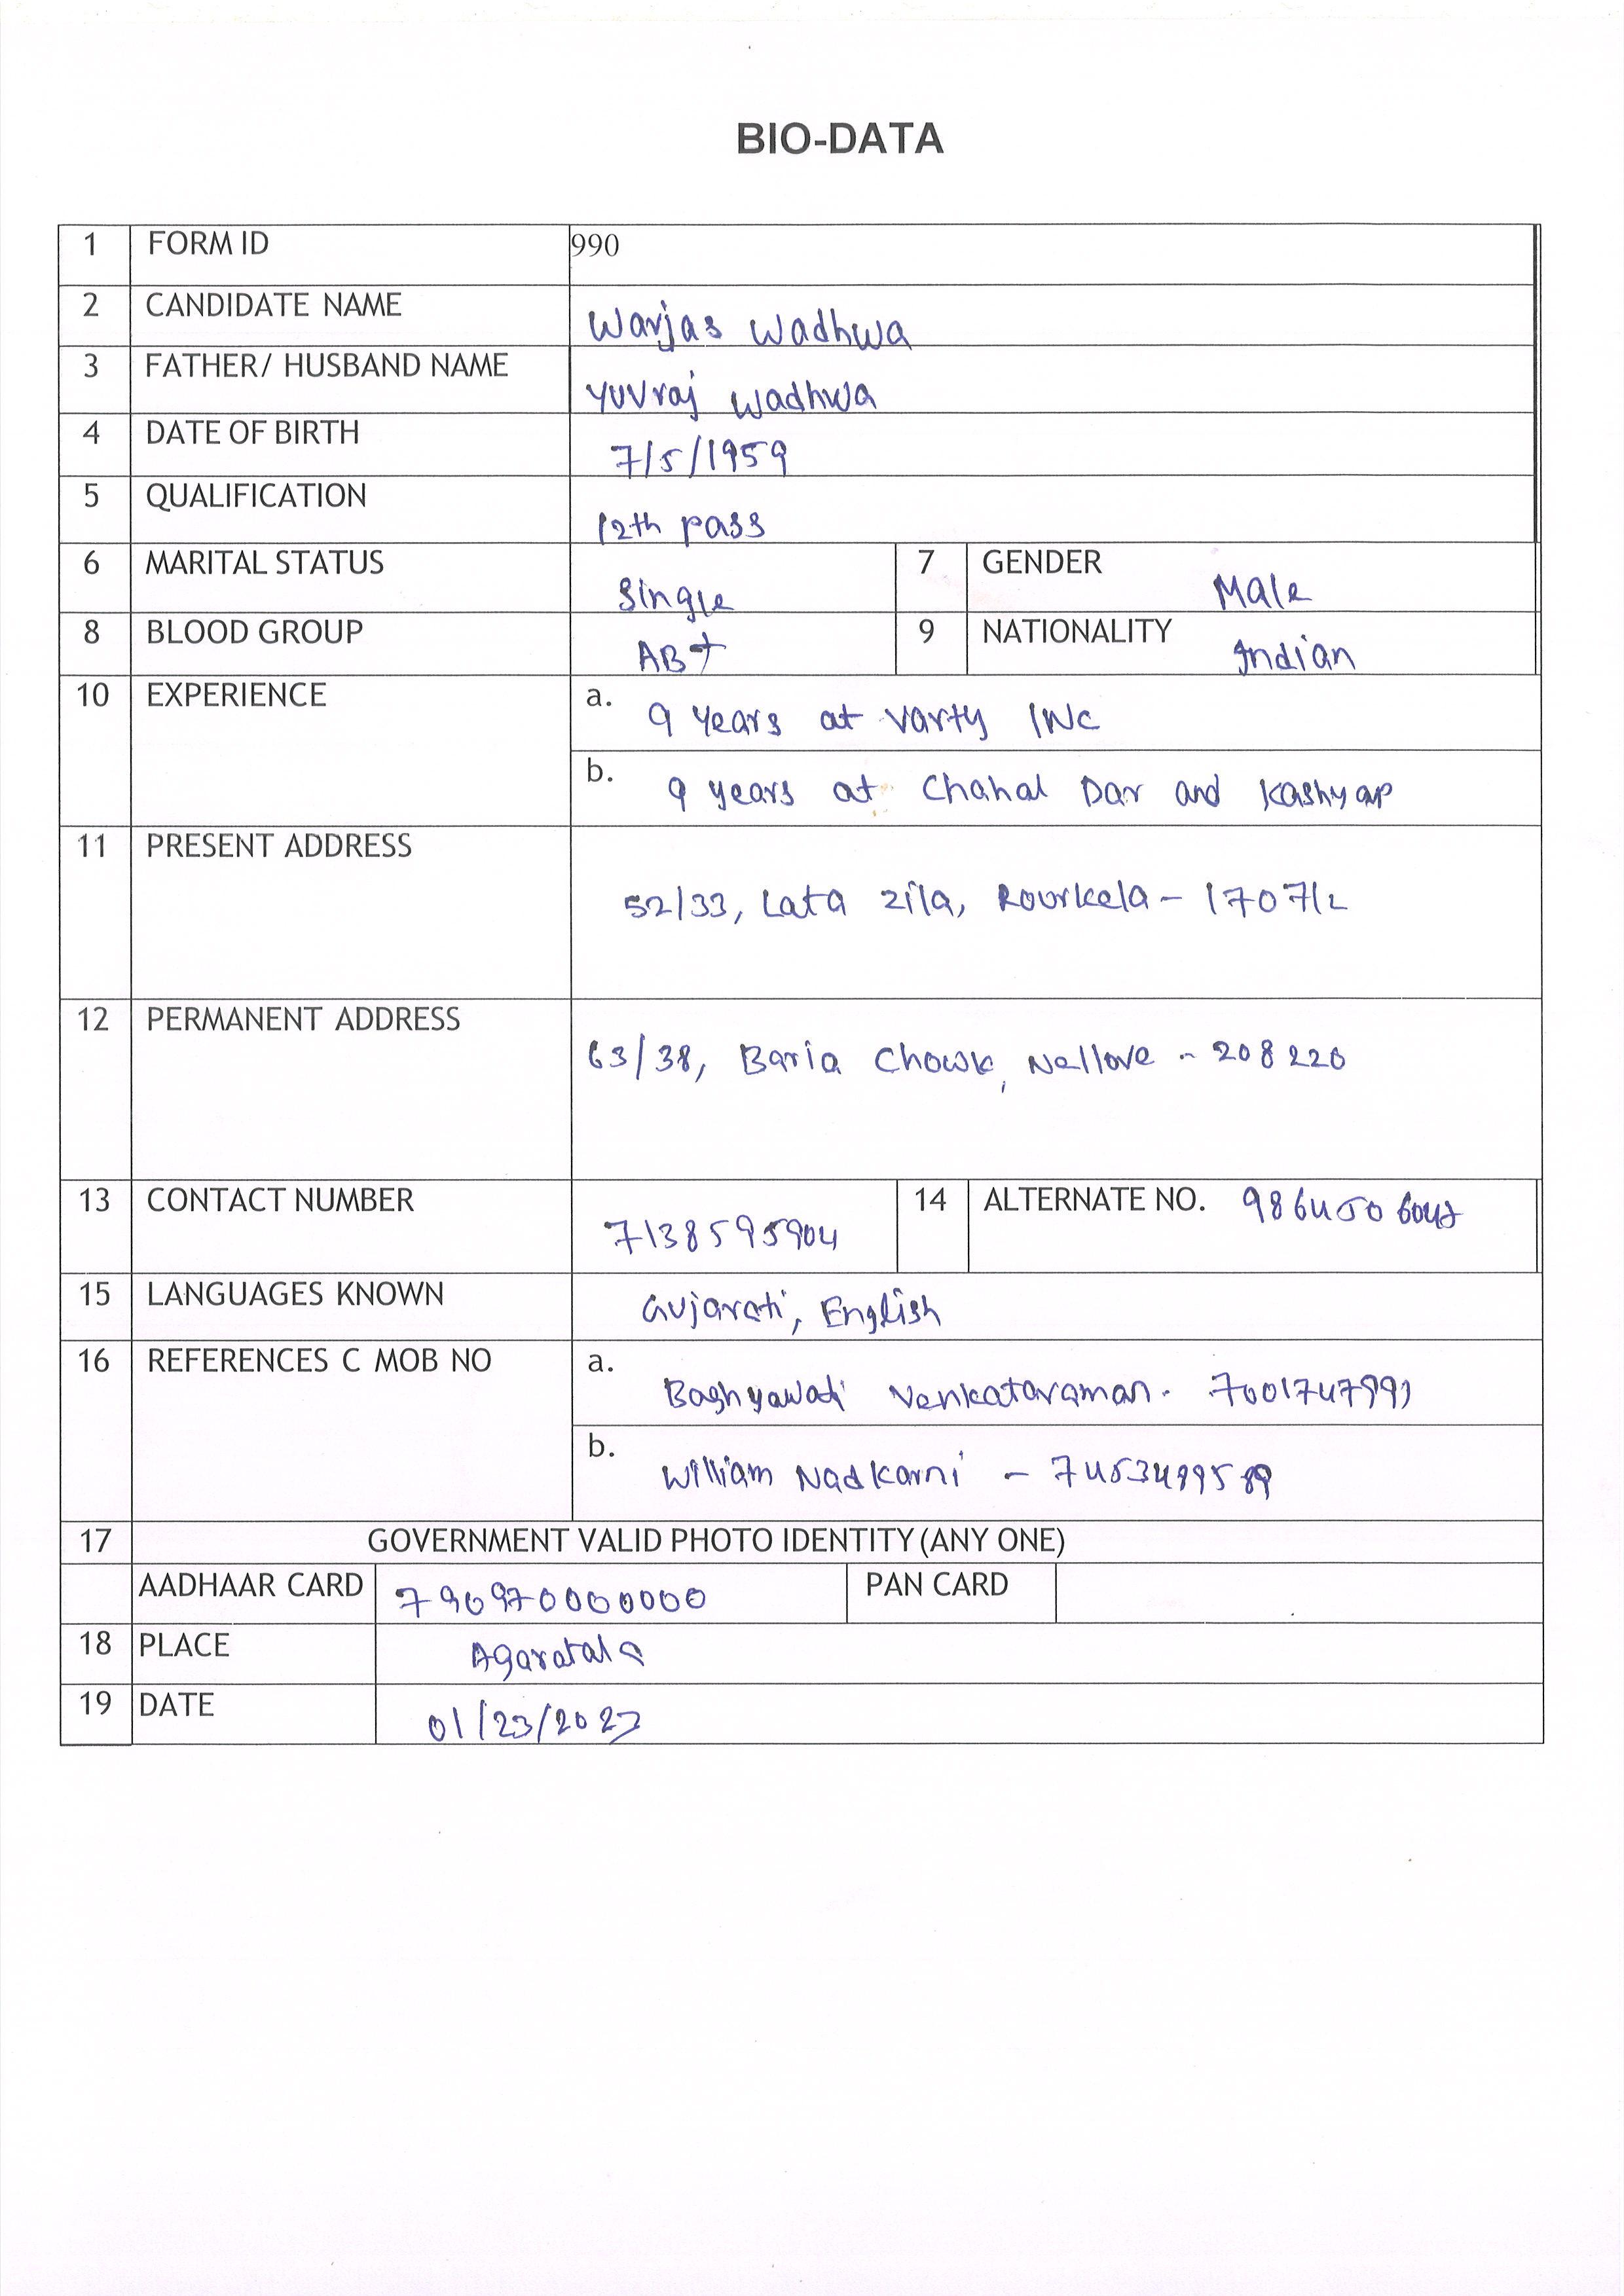 BIO-DATA
1 FORM ID 990
2 CANDIDATE NAME Warjas Wadhwa
3 FATHER/ HUSBAND NAME Yuvraj Wadhwa
4 DATE OF BIRTH 7/5/1959
5 QUALIFICATION 12th pass
6 MARITAL STATUS Single 7 GENDER Male
8 BLOOD GROUP AB+ 9 NATIONALITY Indian
10 EXPERIENCE a. 9 Years at Varty INC
b. 9 years at Chahal Dar and Kashyap
11 PRESENT ADDRESS 52/33, Lata Zila, Rourkela - 170712
12 PERMANENT ADDRESS 63/38, Baria Chowk, Nellore - 208220
13 CONTACT NUMBER 7138595904 14 ALTERNATE NO.
15 LANGUAGES KNOWN Gujarati, English
16 REFERENCES C MOB NO a. Baghyawati Venkataraman -
b. William Nadkarni - 7453499589
17 GOVERNMENT VALID PHOTO IDENTITY (ANY ONE)
AADHAAR CARD 790970000000 PAN CARD
18 PLACE Agaratala
19 DATE 01/23/2023